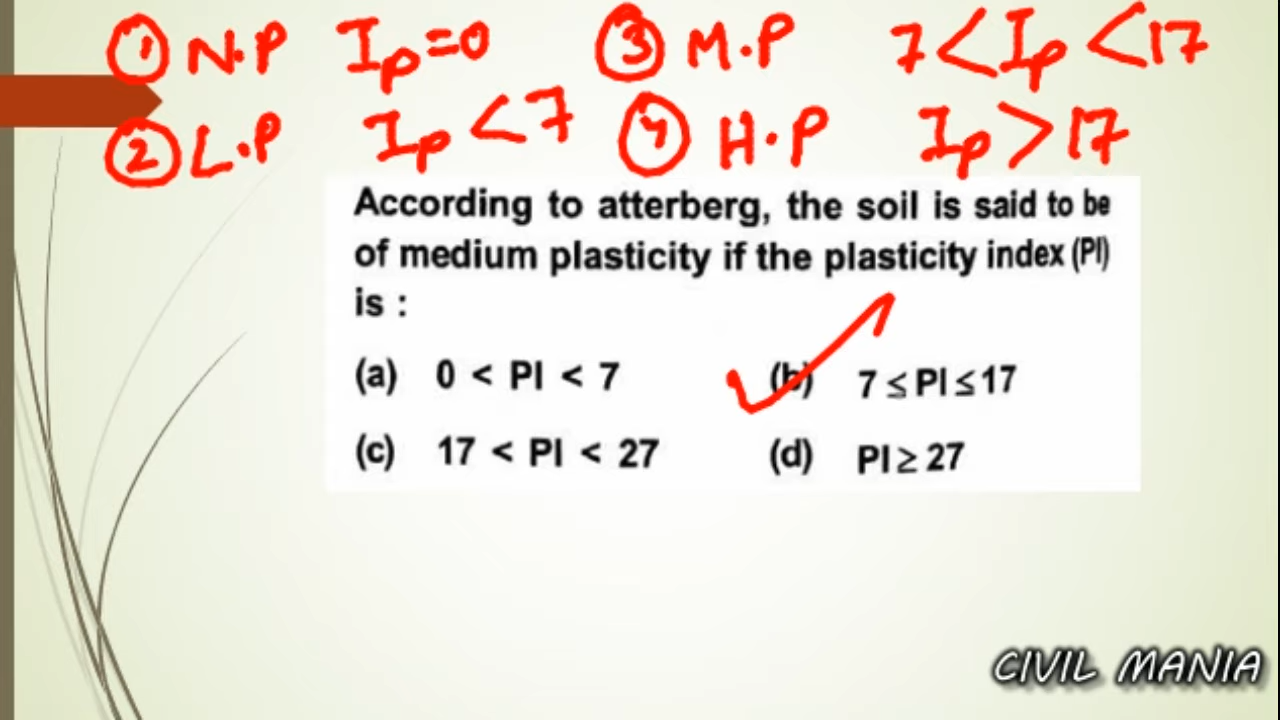 ① N.P Ip=0 ③ M.P 7<Ip<17
② L.P Ip<7 ④ H.P Ip>17
According to atterberg, the soil is said to be
of medium plasticity if the plasticity index (PI)
is :
(a) 0 < PI < 7 (b) 7 ≤ PI ≤ 17
(c) 17 < PI < 27 (d) PI ≥ 27
CIVIL MANIA